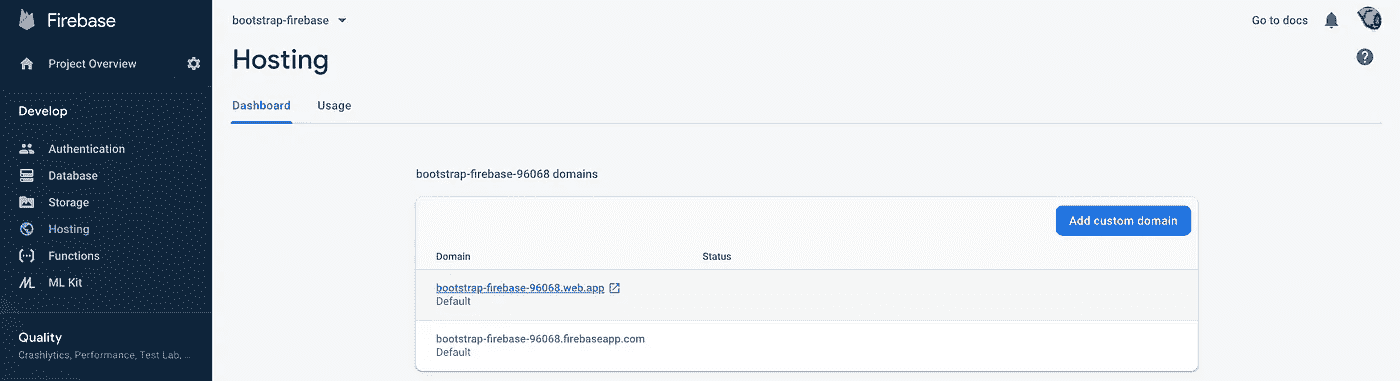 Firebase
Project Overview
Develop
Authentication
Database
Storage
Hosting
Functions
ML Kit
Quality
Crashlytics, Performance, Test Lab, ...
bootstrap-firebase
Go to docs
Hosting
Dashboard Usage
bootstrap-firebase-96068 domains
Add custom domain
Domain Status
bootstrap-firebase-96068.web.app
Default
bootstrap-firebase-96068.firebaseapp.com
Default